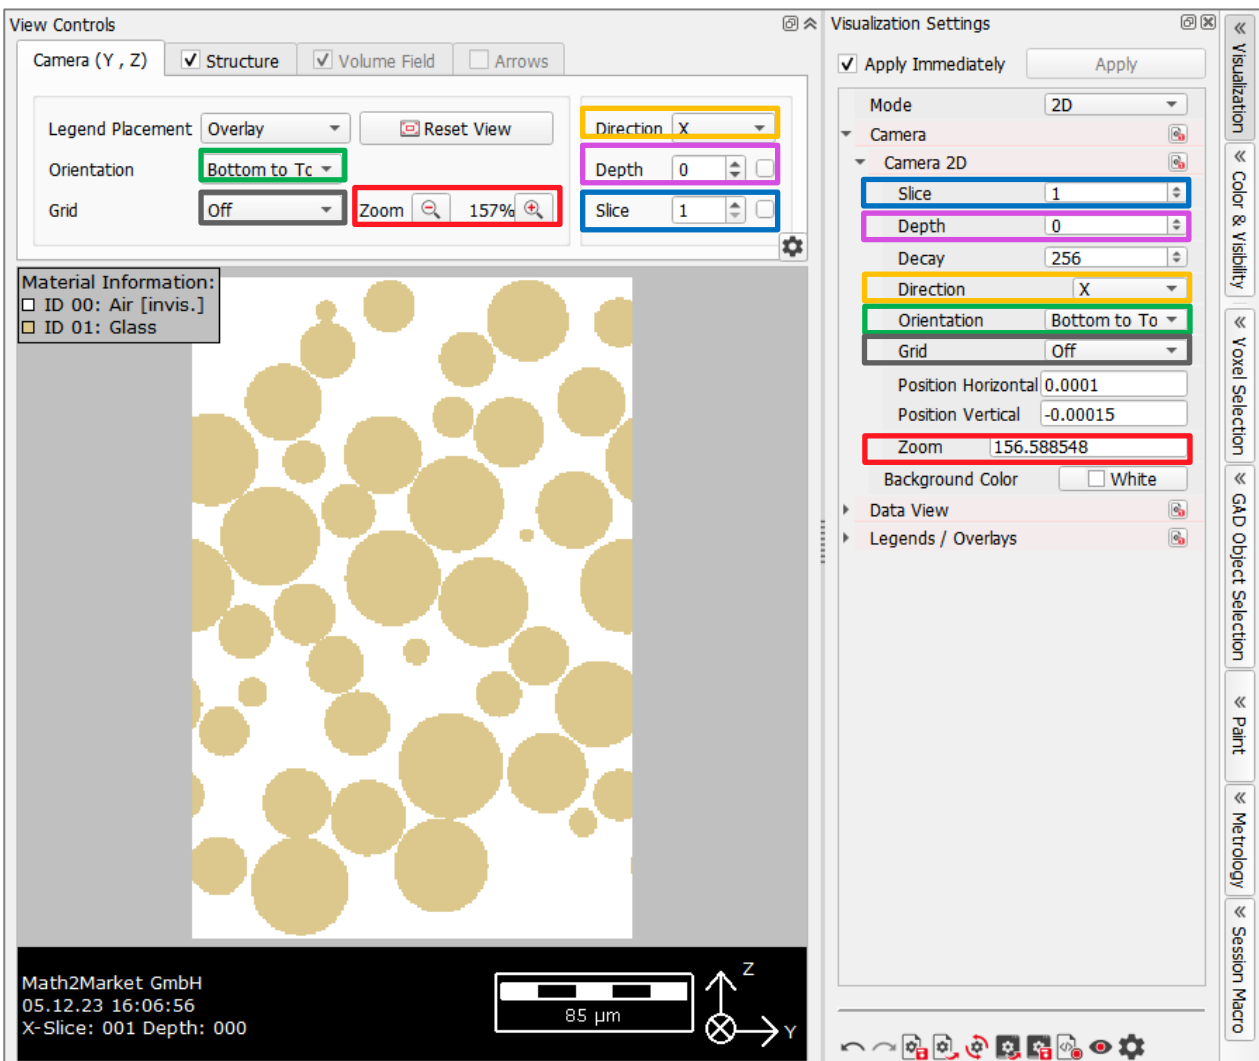 View Controls
Camera (Y , Z)
Structure
Volume Field
Arrows
Legend Placement
Overlay
Reset View
Direction
X
Orientation
Bottom to Tc
Depth
0
Grid
Off
Zoom
157%
Slice
1
Material Information:
ID 00: Air [invis.]
ID 01: Glass
Math2Market GmbH
05.12.23 16:06:56
X-Slice: 001 Depth: 000
85 µm
Z
Y
Visualization Settings
Apply Immediately
Apply
Mode
2D
Camera
Camera 2D
Slice
1
Depth
0
Decay
256
Direction
X
Orientation
Bottom to To
Grid
Off
Position Horizontal
0.0001
Position Vertical
-0.00015
Zoom
156.588548
Background Color
White
Data View
Legends / Overlays
Visualization
Color & Visibility
Voxel Selection
GAD Object Selection
Paint
Metrology
Session Macro